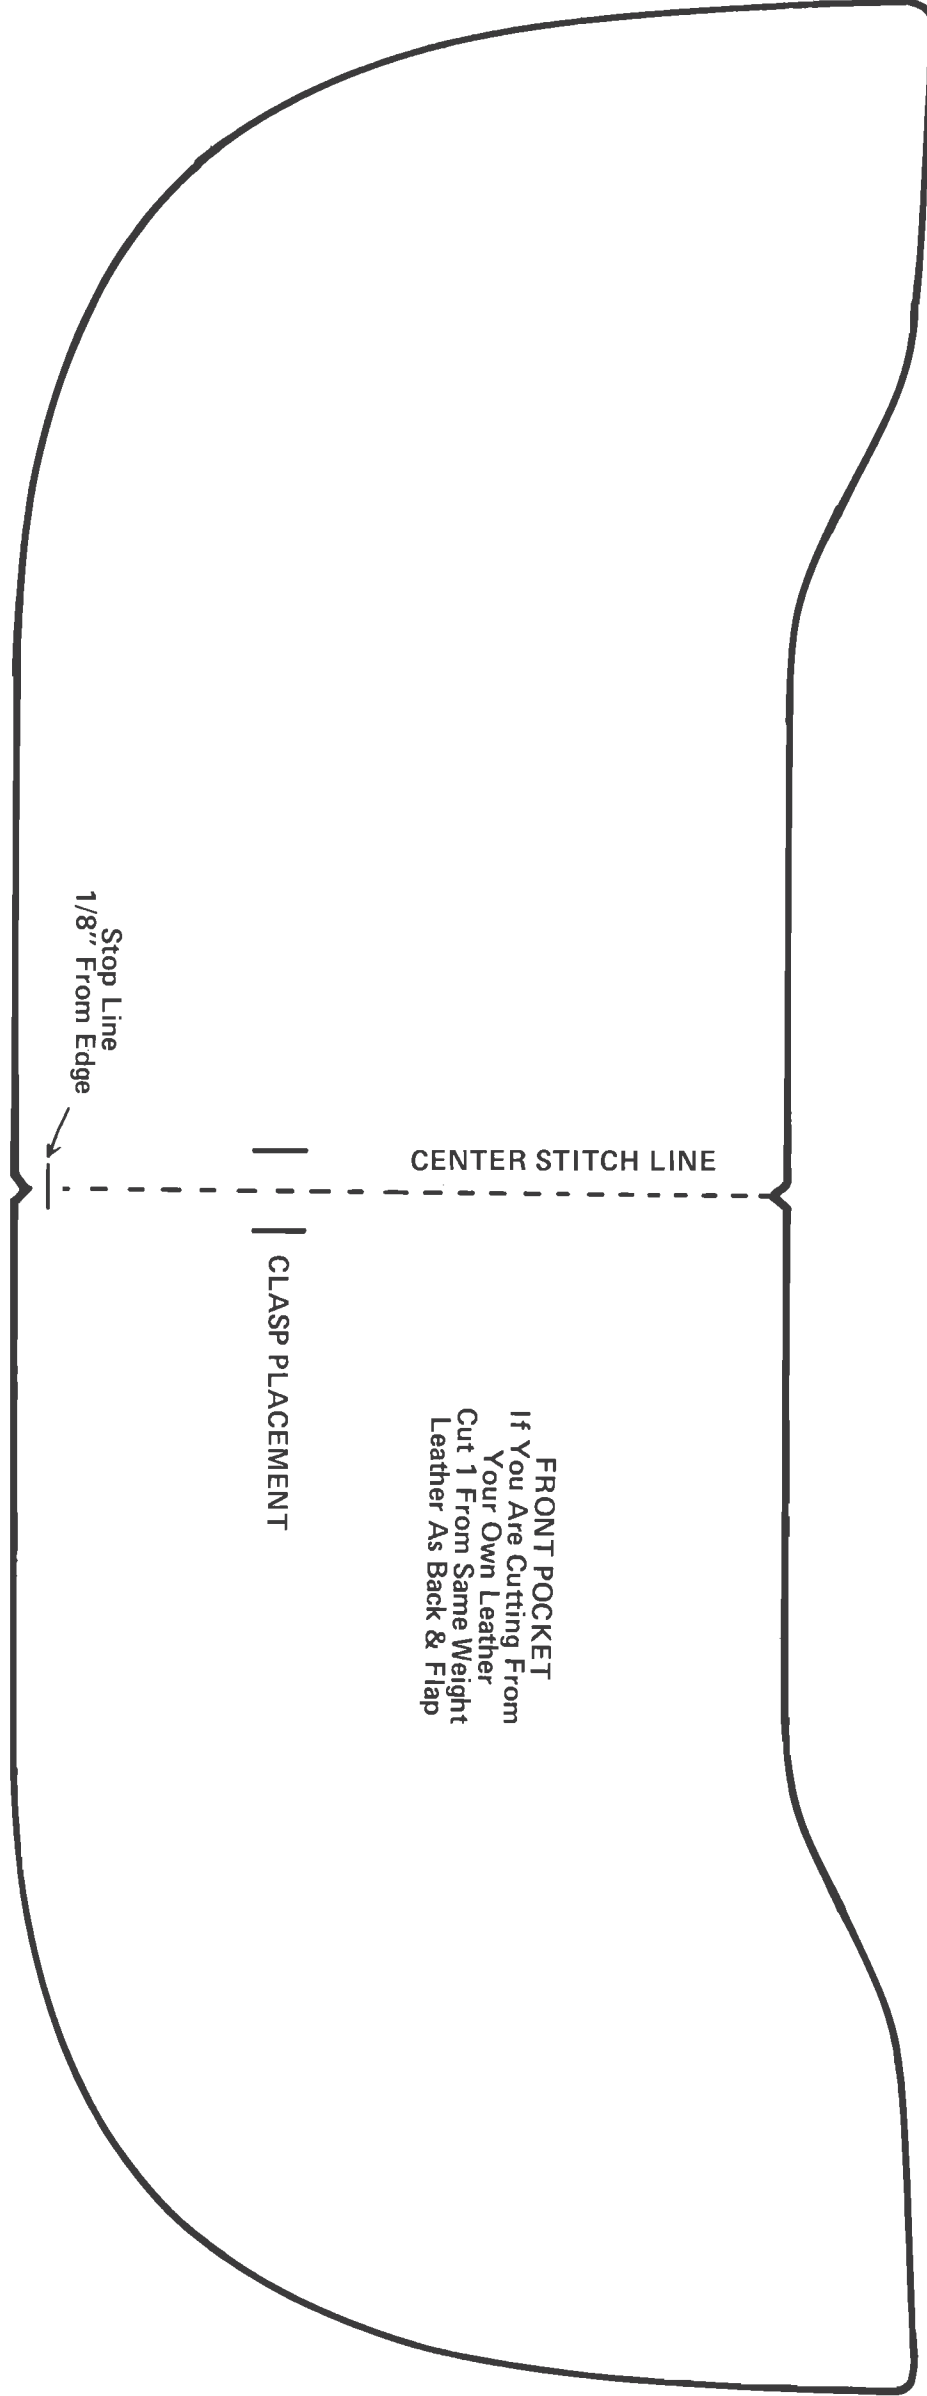 Stop Line
1/8" From Edge
CENTER STITCH LINE
CLASP PLACEMENT
FRONT POCKET
If You Are Cutting From
Your Own Leather
Cut 1 From Same Weight
Leather As Back & Flap